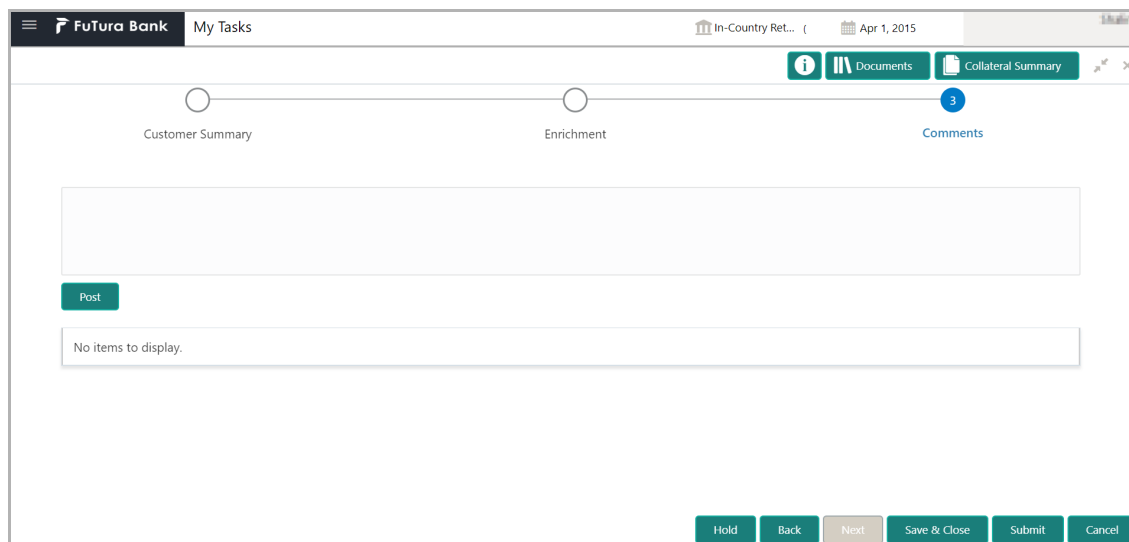 FuTura Bank My Tasks In-Country Ret... ( Apr 1, 2015
i Documents Collateral Summary
3
Customer Summary Enrichment Comments
Post
No items to display.
Hold Back Next Save & Close Submit Cancel